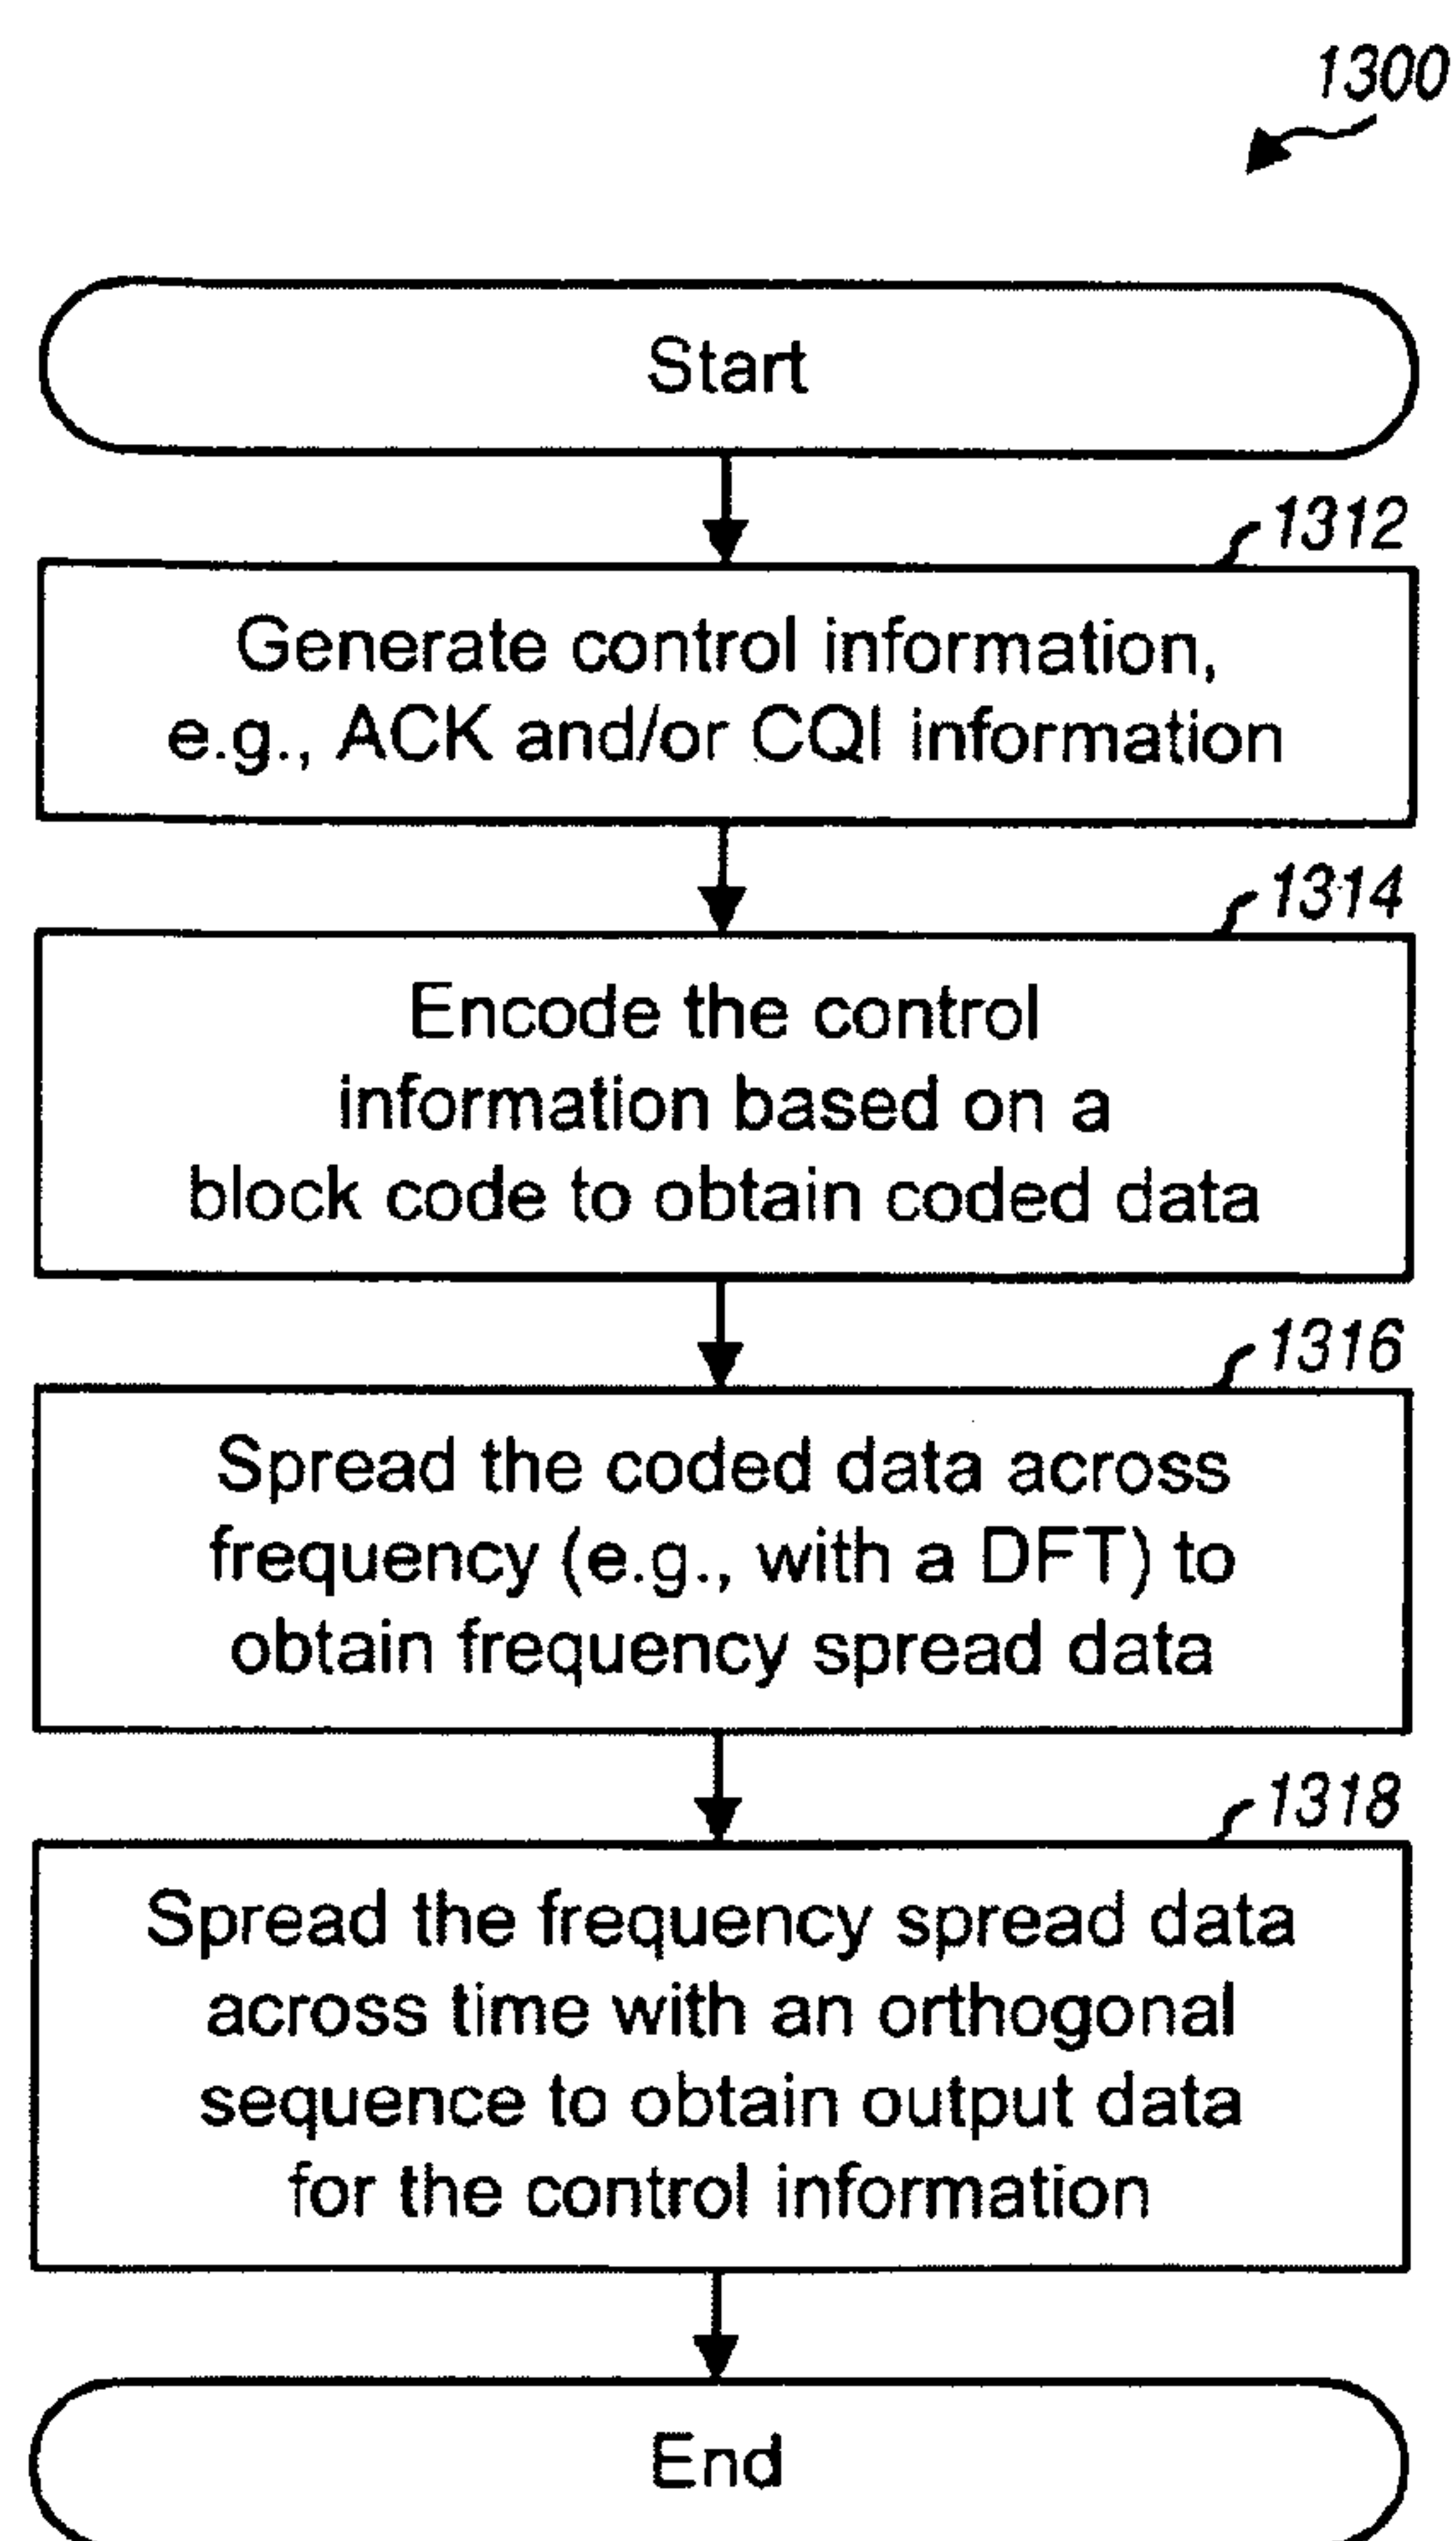 1300
Start
1312
Generate control information,
e.g., ACK and/or CQI information
1314
Encode the control
information based on a
block code to obtain coded data
1316
Spread the coded data across
frequency (e.g., with a DFT) to
obtain frequency spread data
1318
Spread the frequency spread data
across time with an orthogonal
sequence to obtain output data
for the control information
End